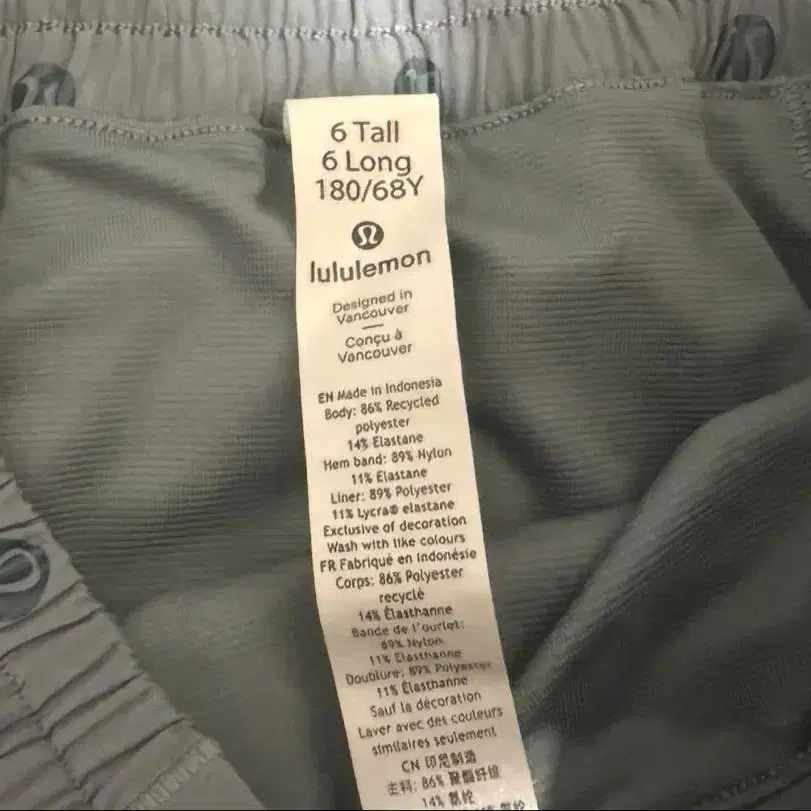 6 Tall
6 Long
180/68Y
lululemon
Designed in
Vancouver
Conçu à
Vancouver
EN Made in Indonesia
Body: 86% Recycled
polyester
14% Elastane
Hem band: 89% Nylon
11% Elastane
Liner: 89% Polyester
11% Lycra® elastane
Exclusive of decoration
Wash with like colours
FR Fabriqué en Indonésie
Corps: 86% Polyester
recyclé
14% Élasthanne
Bande de l'ourlet:
89% Nylon
11% Élasthanne
Doublure: 89% Polyester
11% Élasthanne
Sauf la décoration
Laver avec des couleurs
similaires seulement
CN 印尼制造
主料: 86% 聚酯纤维
14% 氨纶